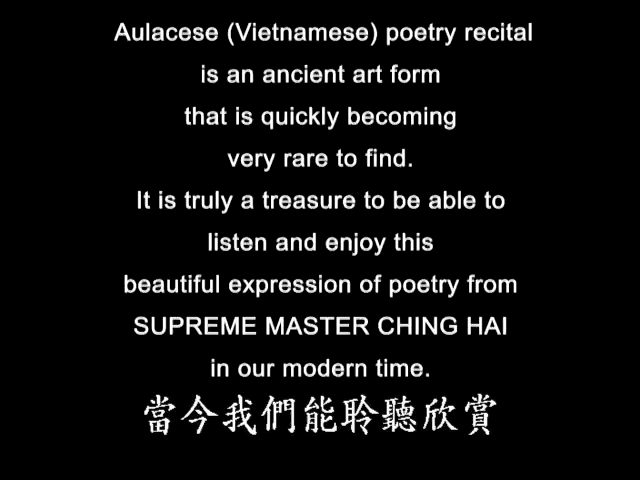 Aulacese (Vietnamese) poetry recital
is an ancient art form
that is quickly becoming
very rare to find.
It is truly a treasure to be able to
listen and enjoy this
beautiful expression of poetry from
SUPREME MASTER CHING HAI
in our modern time.
當今我們能聆聽欣賞